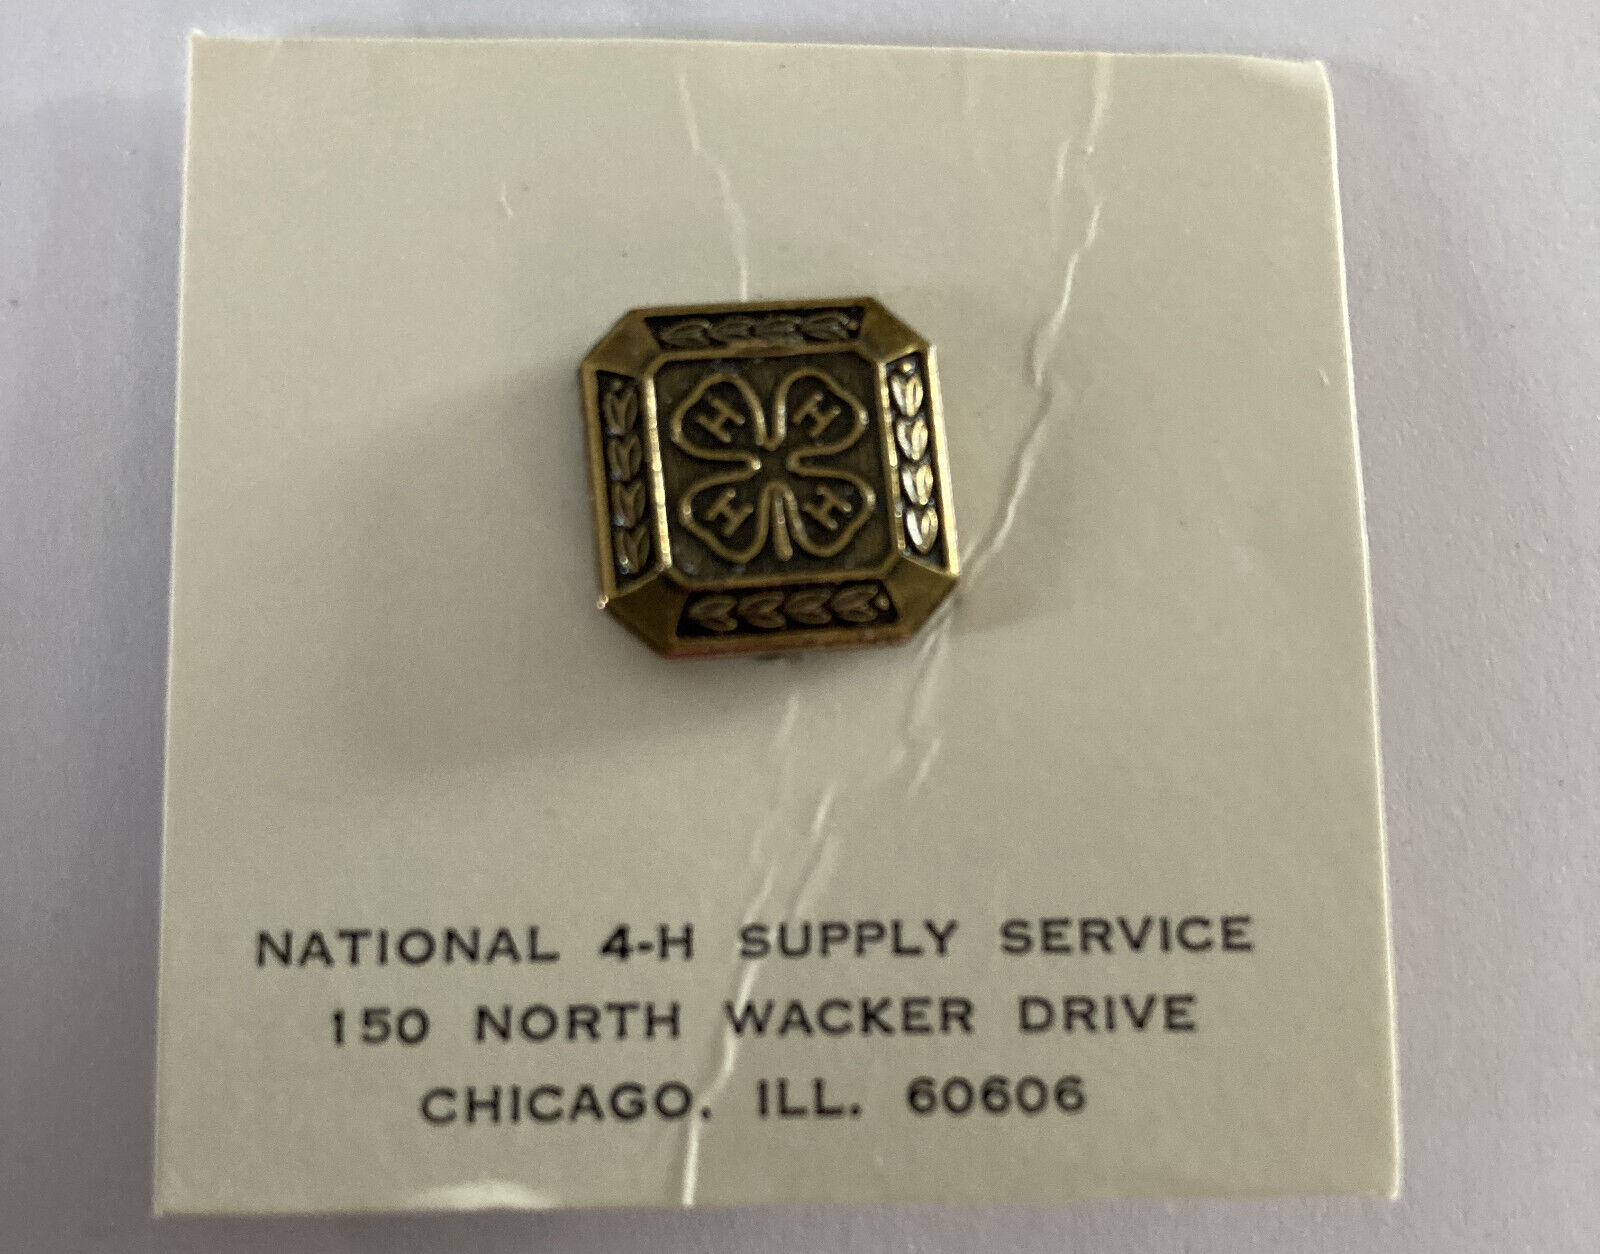 H H
H H
NATIONAL 4-H SUPPLY SERVICE
150 NORTH WACKER DRIVE
CHICAGO, ILL. 60606